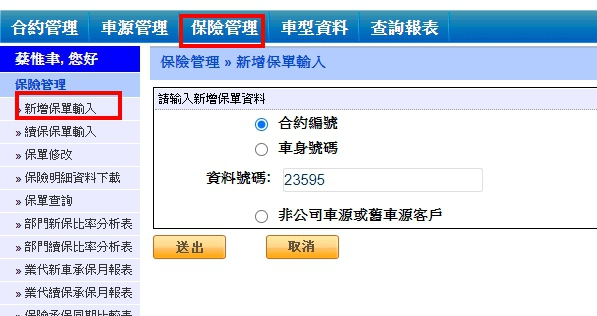 合約管理 車源管理 保險管理 車型資料 查詢報表
蔡惟聿, 您好
保險管理
» 新增保單輸入
» 續保保單輸入
» 保單修改
» 保險明細資料下載
» 保單查詢
» 部門新保比率分析表
» 部門續保比率分析表
» 業代新車承保月報表
» 業代續保承保月報表
» 保險承保同期比較表
保險管理 » 新增保單輸入
請输入新增保單資料
合約編號
車身號碼
資料號碼: 23595
非公司車源或舊車源客戶
送出 取消